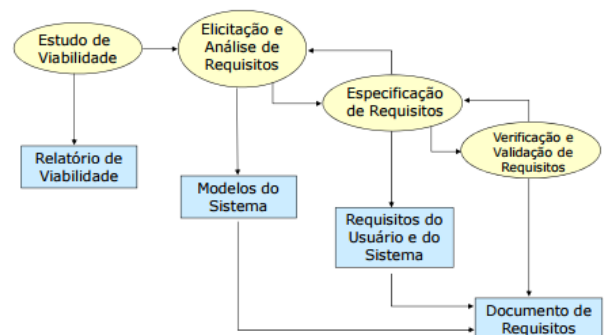 Estudo de
Viabilidade
Elicitação e
Análise de
Requisitos
Especificação
de Requisitos
Verificação e
Validação de
Requisitos
Relatório de
Viabilidade
Modelos do
Sistema
Requisitos do
Usuário e do
Sistema
Documento de
Requisitos